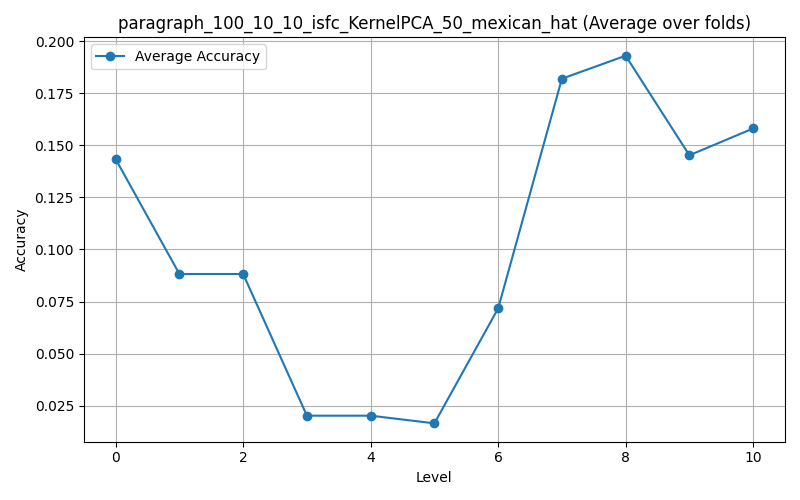 paragraph_100_10_10_isfc_KernelPCA_50_mexican_hat (Average over folds)
Average Accuracy
0.200
0.175
0.150
0.125
0.100
0.075
0.050
0.025
Accuracy
0 2 4 6 8 10
Level